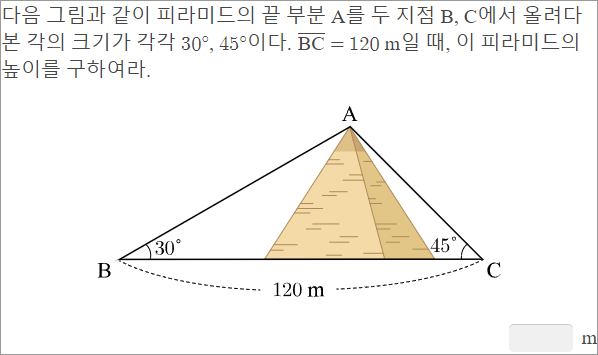 다음 그림과 같이 피라미드의 끝 부분 A를 두 지점 B, C에서 올려다
본 각의 크기가 각각 30°, 45°이다. B̅C̅ = 120 m일 때, 이 피라미드의
높이를 구하여라.
A
30°
45°
B
C
120 m
m